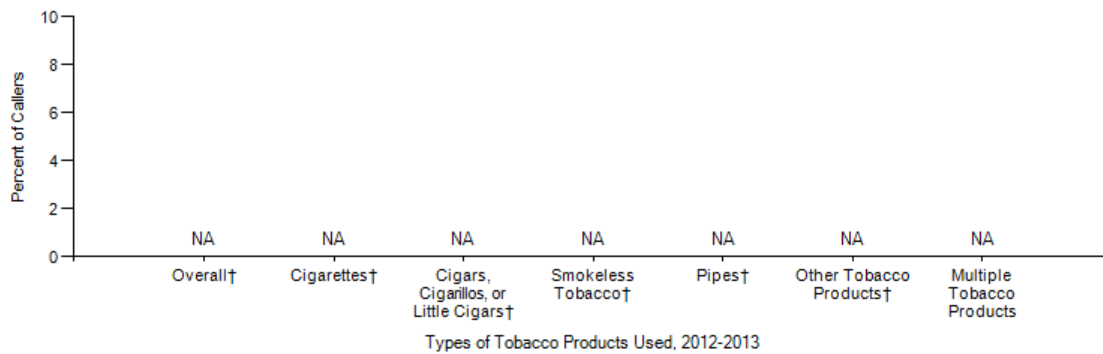 10
8
6
4
2
0
Percent of Callers
NA NA NA NA NA NA NA
Overall† Cigarettes† Cigars, Smokeless Pipes† Other Tobacco Multiple
Cigarillos, or Tobacco† Products† Tobacco
Little Cigars† Products
Types of Tobacco Products Used, 2012-2013